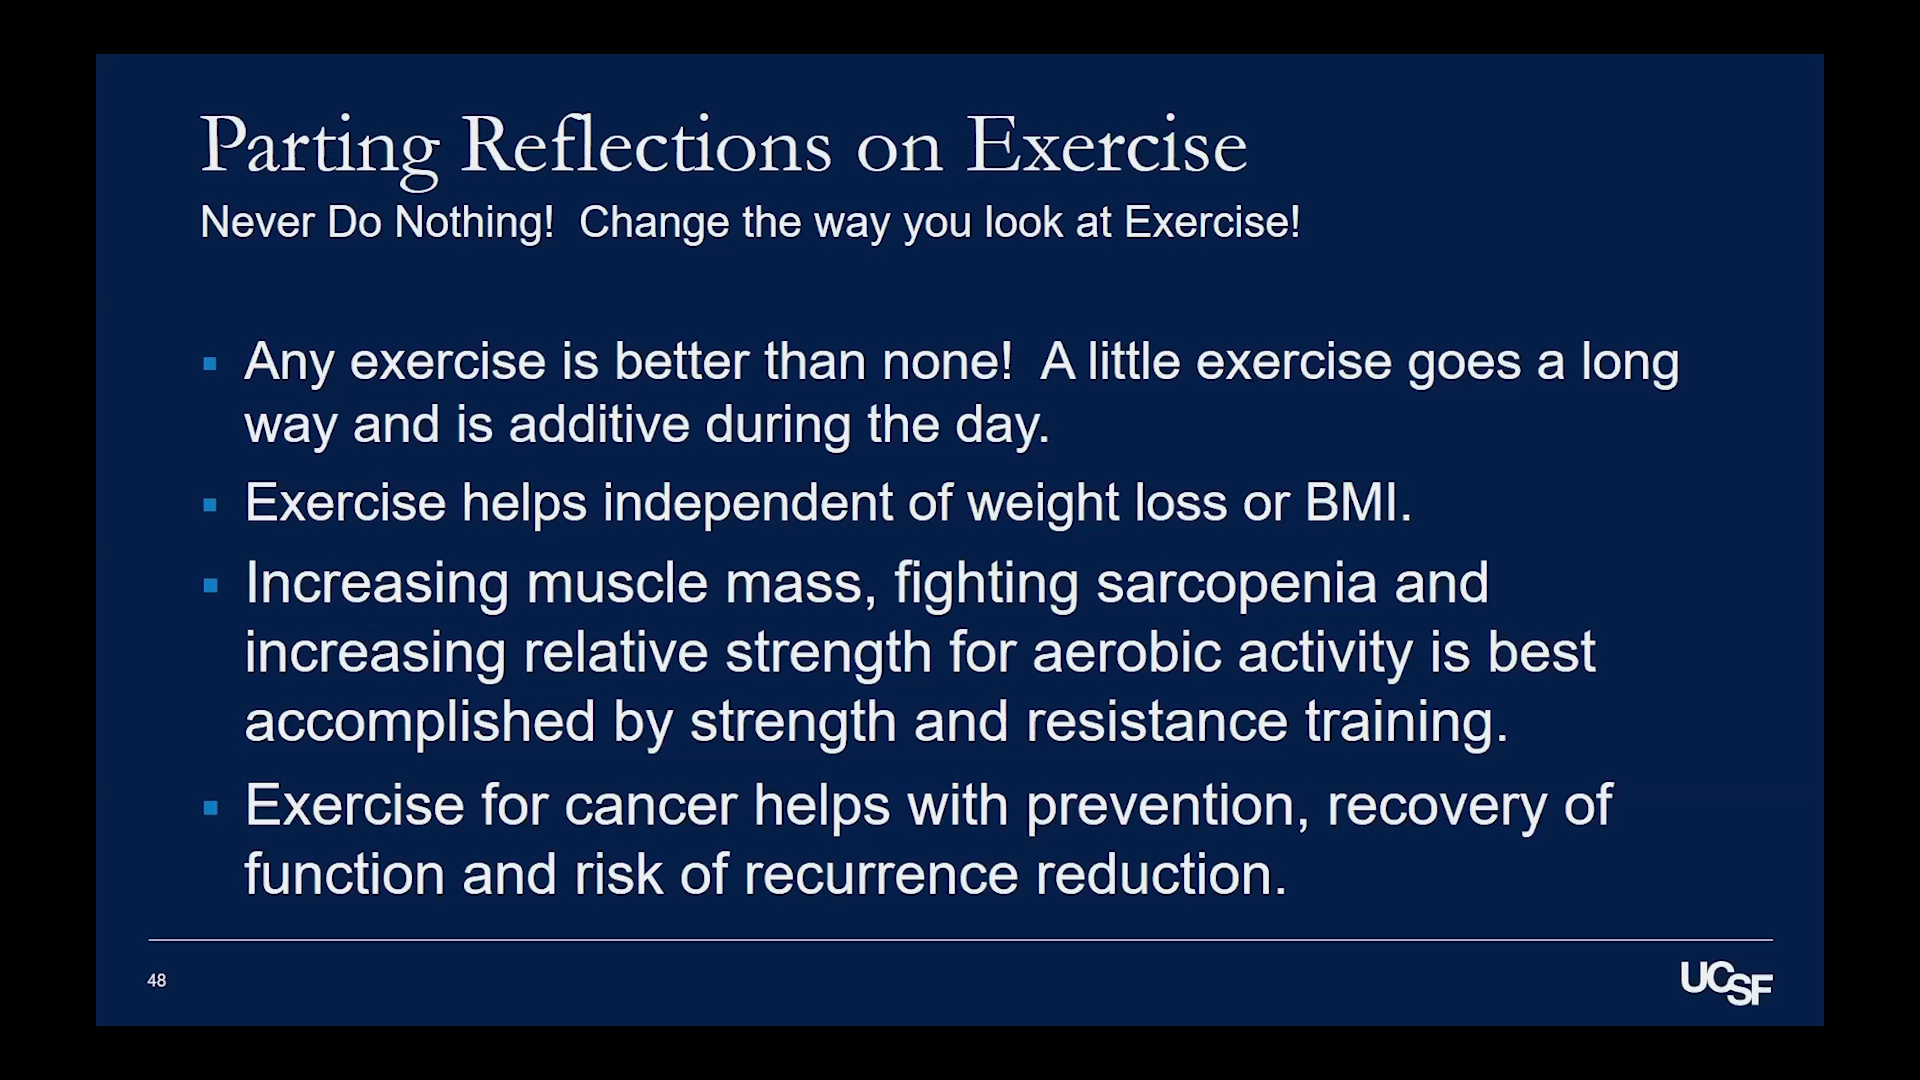 Parting Reflections on Exercise
Never Do Nothing!  Change the way you look at Exercise!
▪ Any exercise is better than none!  A little exercise goes a long
way and is additive during the day.
▪ Exercise helps independent of weight loss or BMI.
▪ Increasing muscle mass, fighting sarcopenia and
increasing relative strength for aerobic activity is best
accomplished by strength and resistance training.
▪ Exercise for cancer helps with prevention, recovery of
function and risk of recurrence reduction.
48
UCSF